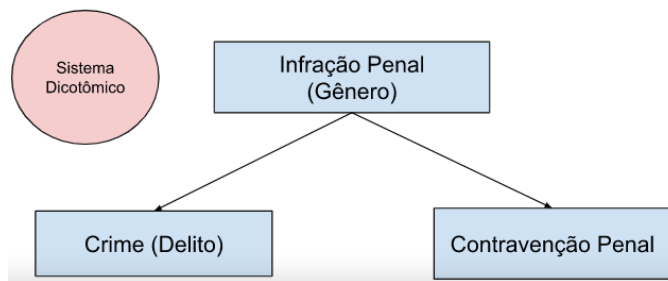 Sistema
Dicotômico
Infração Penal
(Gênero)
Crime (Delito)
Contravenção Penal